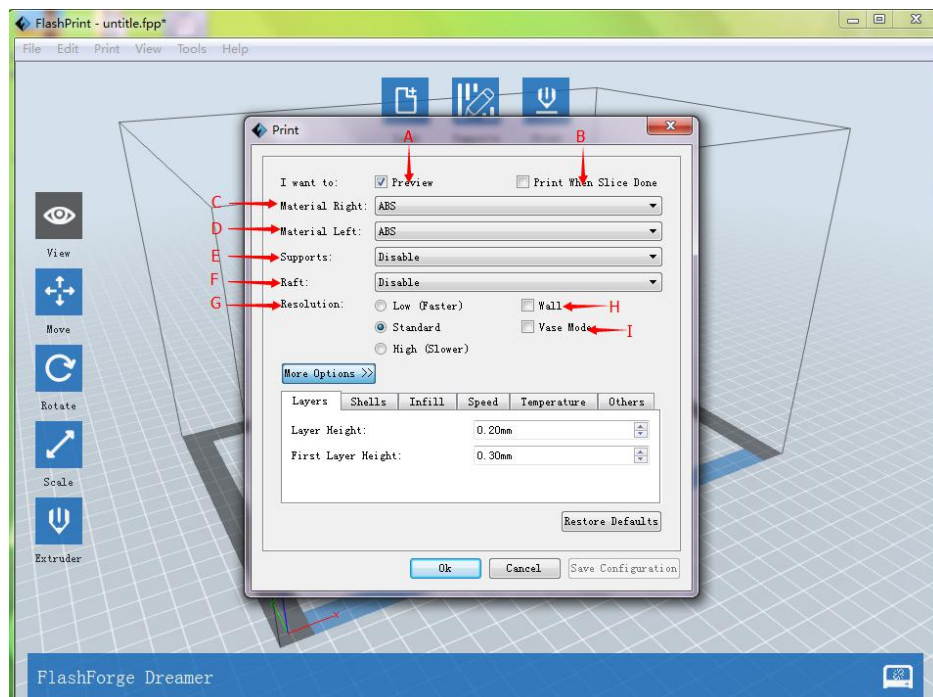 FlashPrint - untitle.fpp*
File Edit Print View Tools Help
Print
A B
I want to: Preview Print When Slice Done
C Material Right: ABS
D Material Left: ABS
E Supports: Disable
F Raft: Disable
G Resolution: Low (Faster) Wall H
Standard Vase Mode I
High (Slower)
More Options >>
Layers Shells Infill Speed Temperature Others
Layer Height: 0.20mm
First Layer Height: 0.30mm
Restore Defaults
Ok Cancel Save Configuration
View
Move
Rotate
Scale
Extruder
x
FlashForge Dreamer